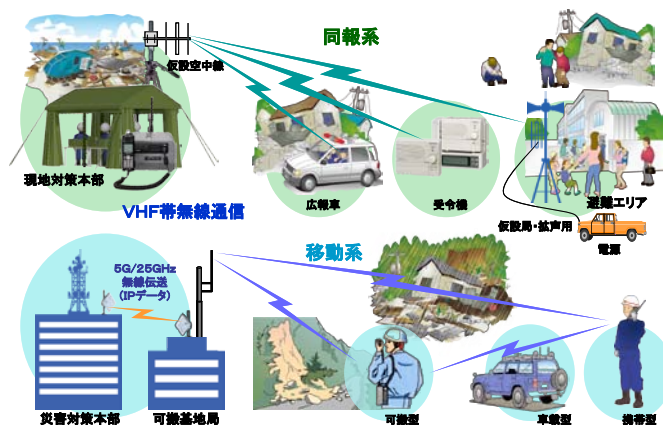 同報系
仮設空中線
現地対策本部
広報車
受令機
避難エリア
仮設局・拡声用
電源
VHF帯無線通信
移動系
5G/25GHz
無線伝送
(IPデータ)
災害対策本部
可搬基地局
可搬型
車載型
携帯型